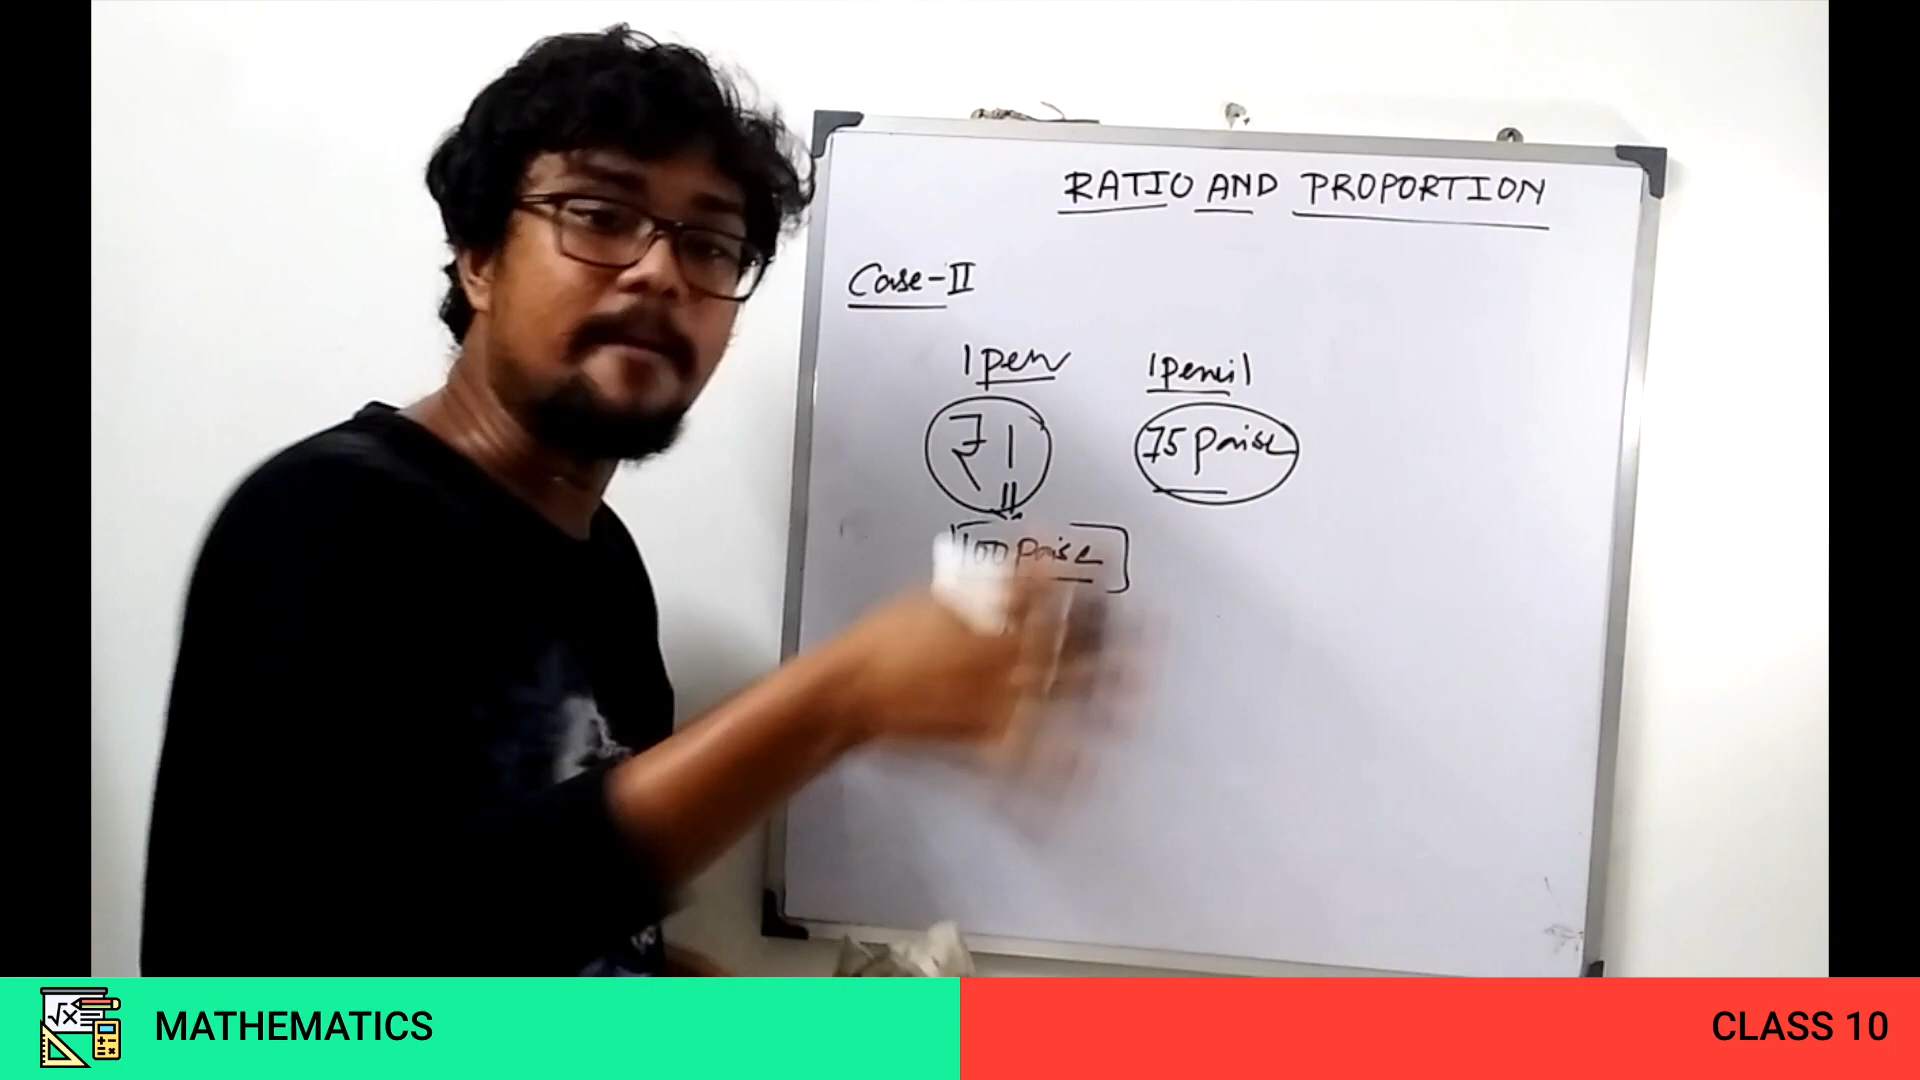 RATIO AND PROPORTION
Case-II
1 pen 1 pencil
₹1 75 paise
100 paise
√x
MATHEMATICS
CLASS 10